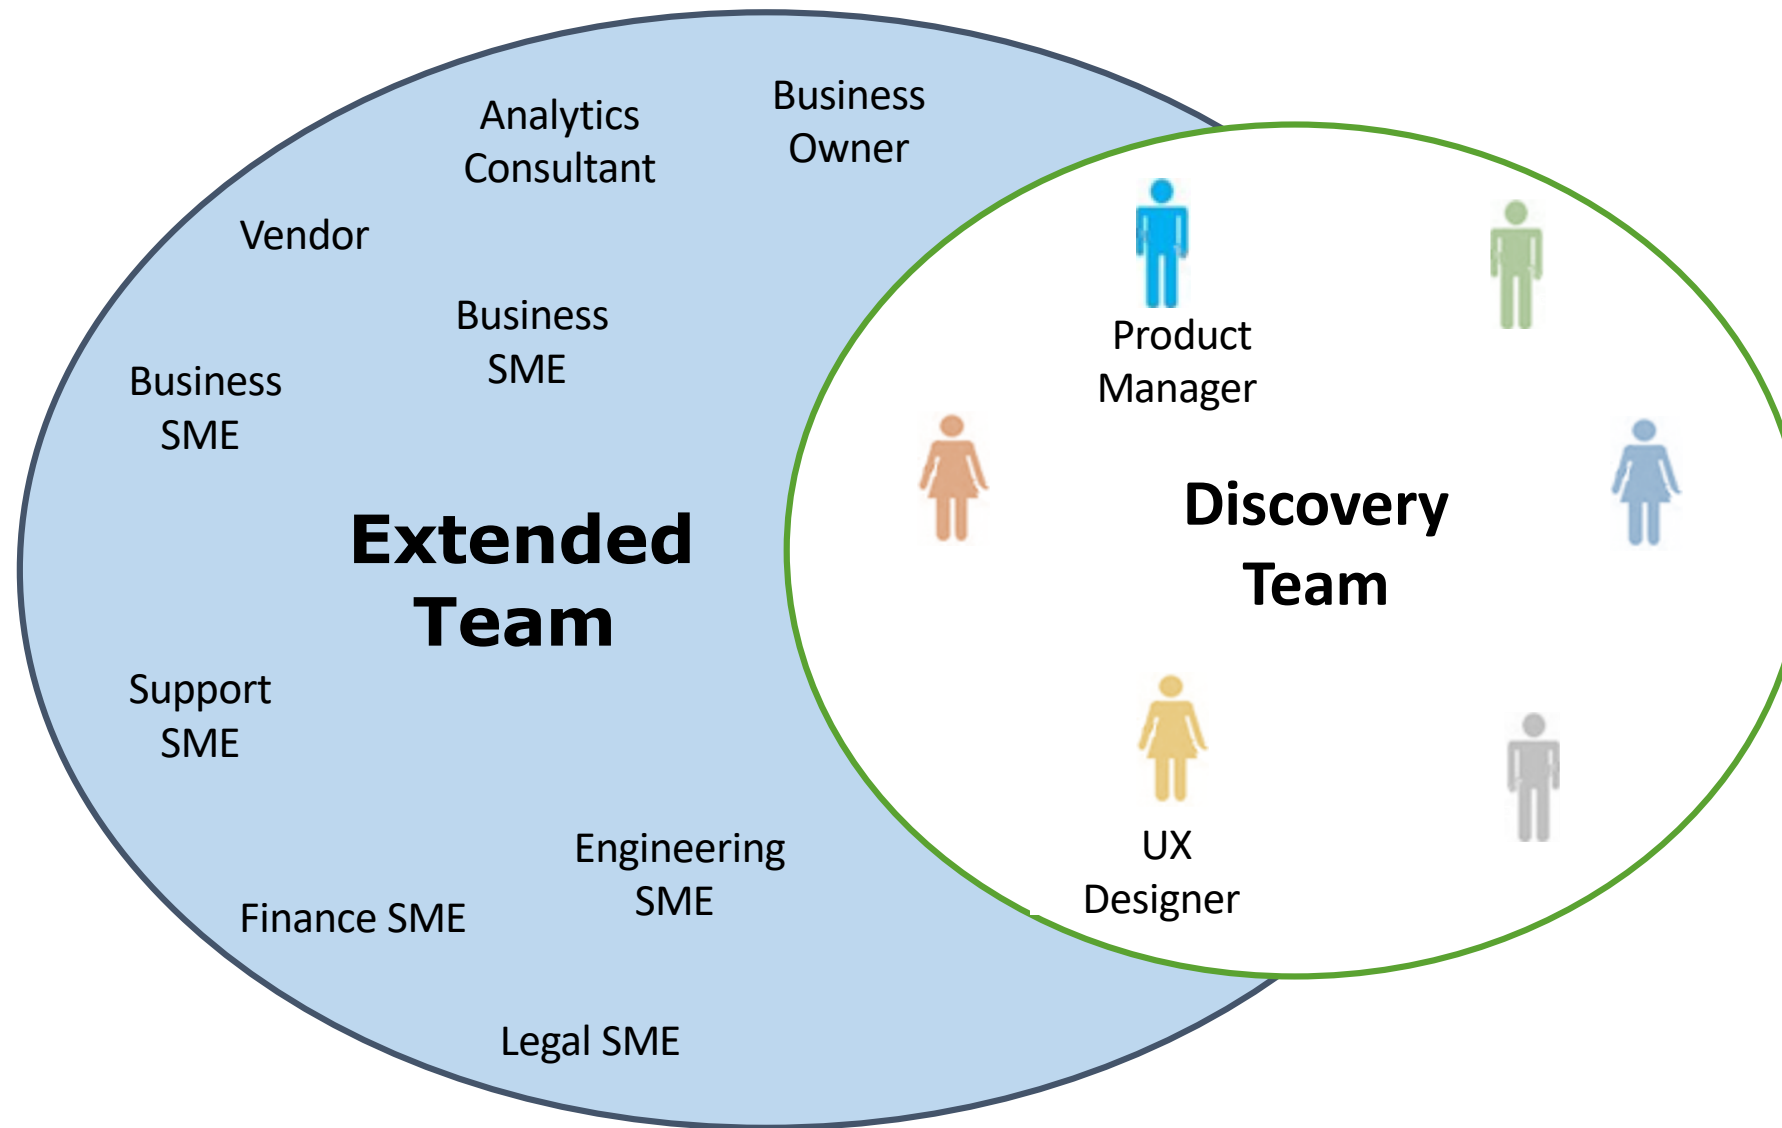 Analytics
Consultant
Business
Owner
Vendor
Business
SME
Business
SME
Extended
Team
Support
SME
Engineering
SME
Finance SME
Legal SME
Product
Manager
Discovery
Team
UX
Designer